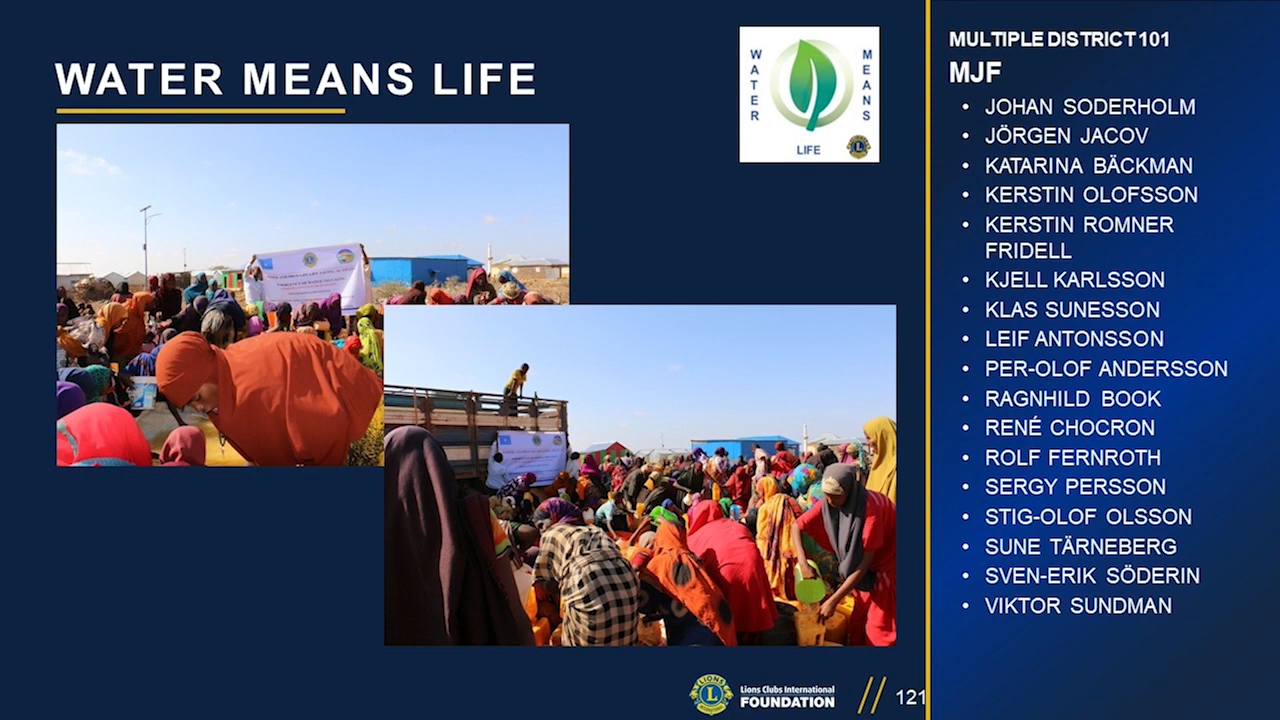 WATER MEANS LIFE
WATER
MEANS
LIFE
MULTIPLE DISTRICT 101
MJF
• JOHAN SODERHOLM
• JÖRGEN JACOV
• KATARINA BÄCKMAN
• KERSTIN OLOFSSON
• KERSTIN ROMNER
FRIDELL
• KJELL KARLSSON
• KLAS SUNESSON
• LEIF ANTONSSON
• PER-OLOF ANDERSSON
• RAGNHILD BOOK
• RENÉ CHOCRON
• ROLF FERNROTH
• SERGY PERSSON
• STIG-OLOF OLSSON
• SUNE TÄRNEBERG
• SVEN-ERIK SÖDERIN
• VIKTOR SUNDMAN
LIONS
L
Lions Clubs International
FOUNDATION
// 121